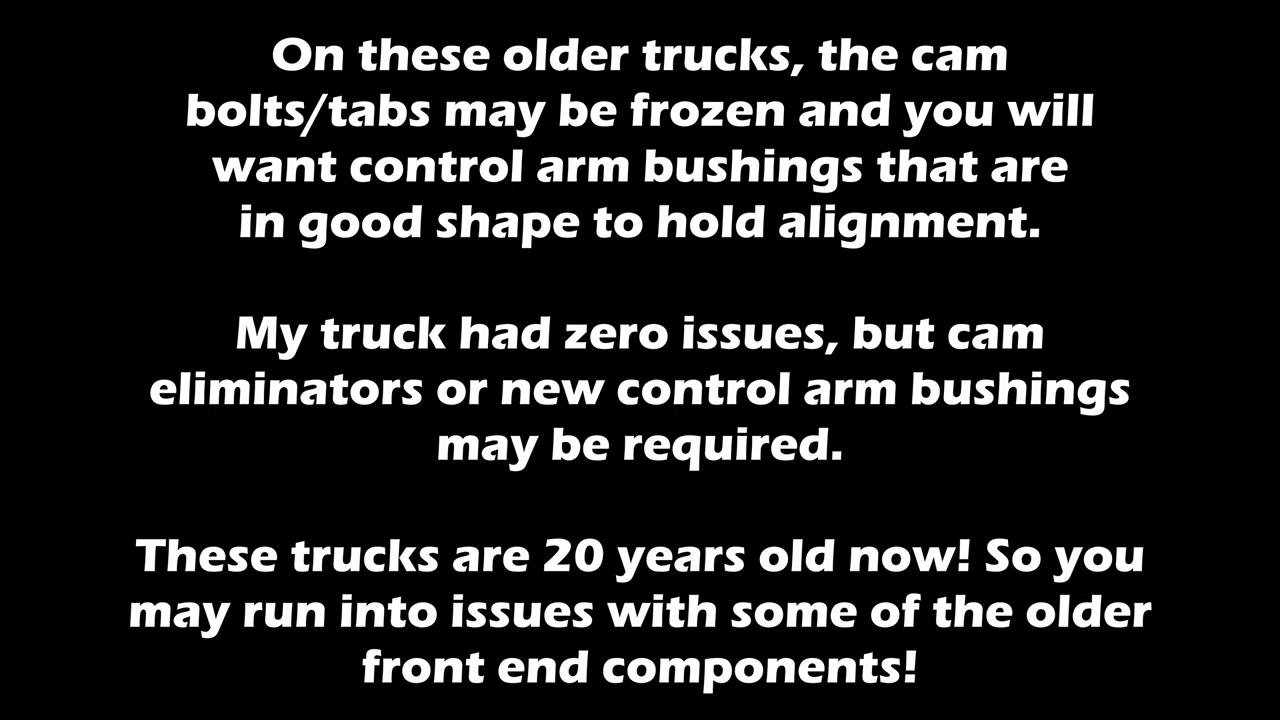 On these older trucks, the cam
bolts/tabs may be frozen and you will
want control arm bushings that are
in good shape to hold alignment.
My truck had zero issues, but cam
eliminators or new control arm bushings
may be required.
These trucks are 20 years old now! So you
may run into issues with some of the older
front end components!